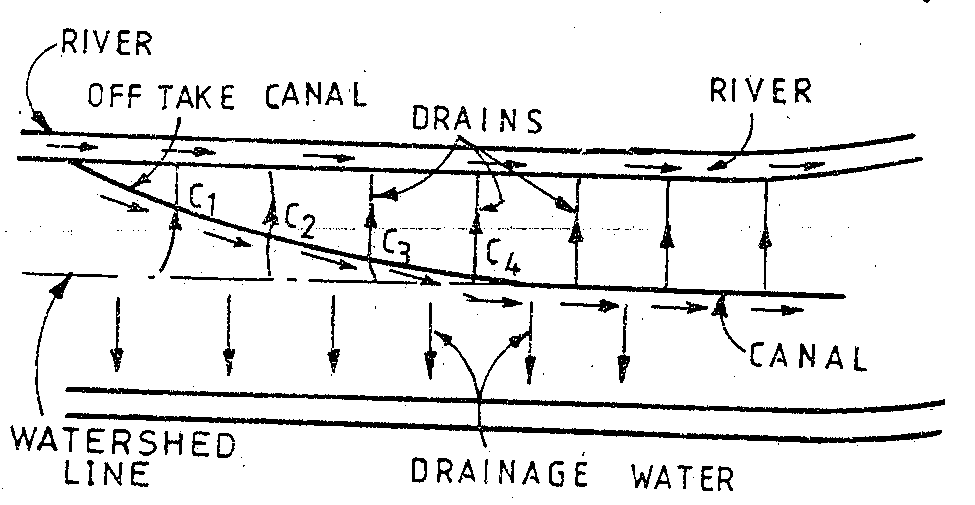 RIVER
OFF TAKE CANAL
RIVER
DRAINS
C1
C2
C3
C4
CANAL
WATERSHED
LINE
DRAINAGE WATER